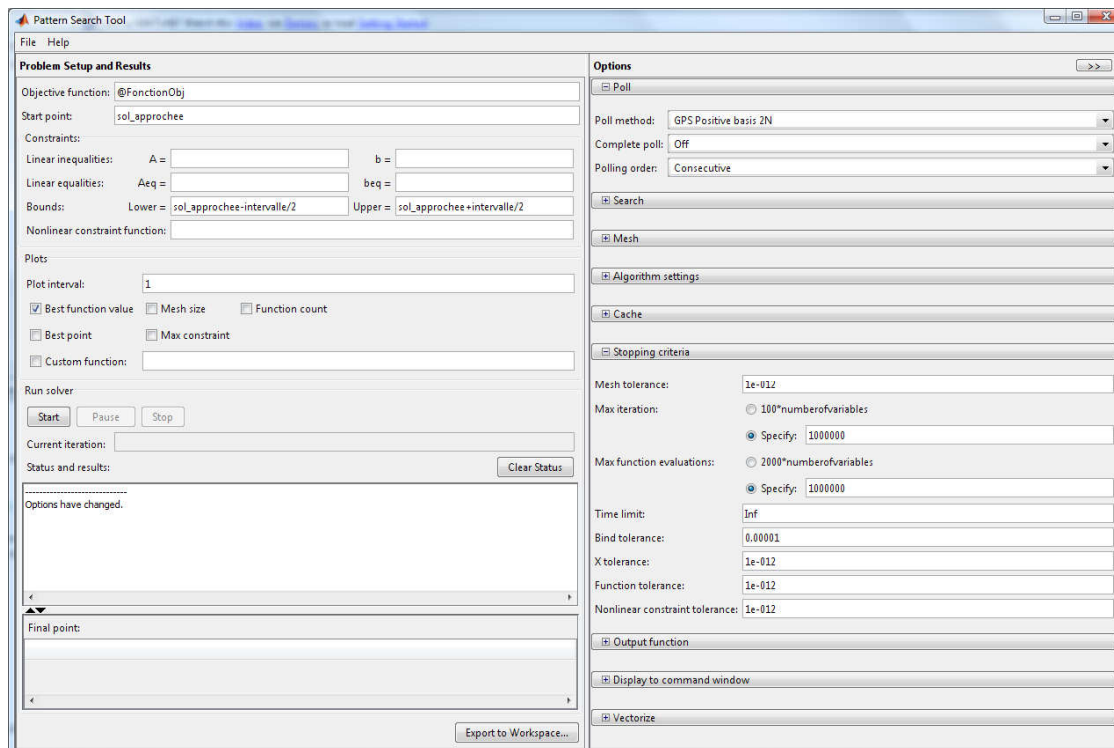 Pattern Search Tool
File Help
Problem Setup and Results
Objective function: @FonctionObj
Start point: sol_approchee
Constraints:
Linear inequalities: A = b =
Linear equalities: Aeq = beq =
Bounds: Lower = sol_approchee-intervalle/2 Upper = sol_approchee+intervalle/2
Nonlinear constraint function:
Plots
Plot interval: 1
Best function value Mesh size Function count
Best point Max constraint
Custom function:
Run solver
Start Pause Stop
Current iteration:
Status and results: Clear Status
-----------------------------
Options have changed.
Final point:
Export to Workspace...
Options >>
Poll
Poll method: GPS Positive basis 2N
Complete poll: Off
Polling order: Consecutive
Search
Mesh
Algorithm settings
Cache
Stopping criteria
Mesh tolerance: 1e-012
Max iteration: 100*numberofvariables
Specify: 1000000
Max function evaluations: 2000*numberofvariables
Specify: 1000000
Time limit: Inf
Bind tolerance: 0.00001
X tolerance: 1e-012
Function tolerance: 1e-012
Nonlinear constraint tolerance: 1e-012
Output function
Display to command window
Vectorize